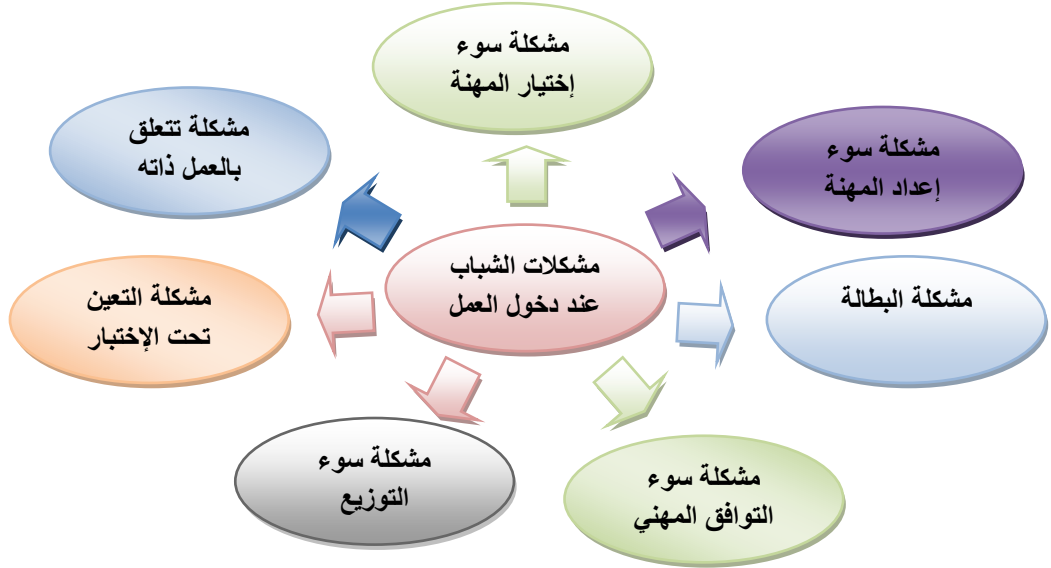 مشكلة سوء
إختيار المهنة
مشكلة سوء
إعداد المهنة
مشكلة تتعلق
بالعمل ذاته
مشكلات الشباب
عند دخول العمل
مشكلة البطالة
مشكلة التعين
تحت الإختبار
مشكلة سوء
التوافق المهني
مشكلة سوء
التوزيع